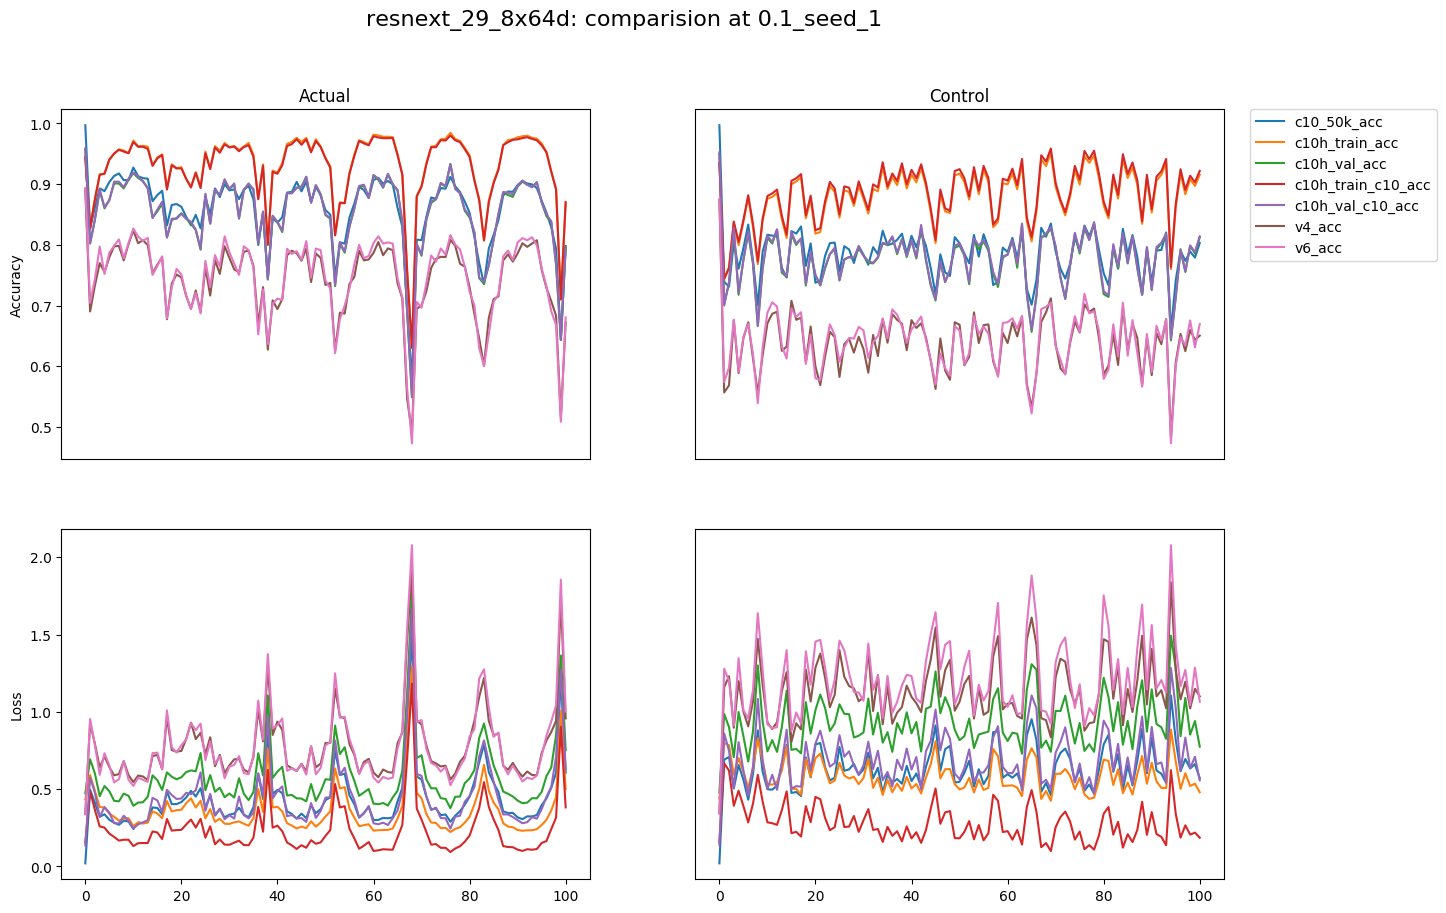 resnext_29_8x64d: comparision at 0.1_seed_1
Actual
Control
c10_50k_acc
c10h_train_acc
c10h_val_acc
c10h_train_c10_acc
c10h_val_c10_acc
v4_acc
v6_acc
Accuracy
1.0
0.9
0.8
0.7
0.6
0.5
Loss
2.0
1.5
1.0
0.5
0.0
0 20 40 60 80 100
0 20 40 60 80 100